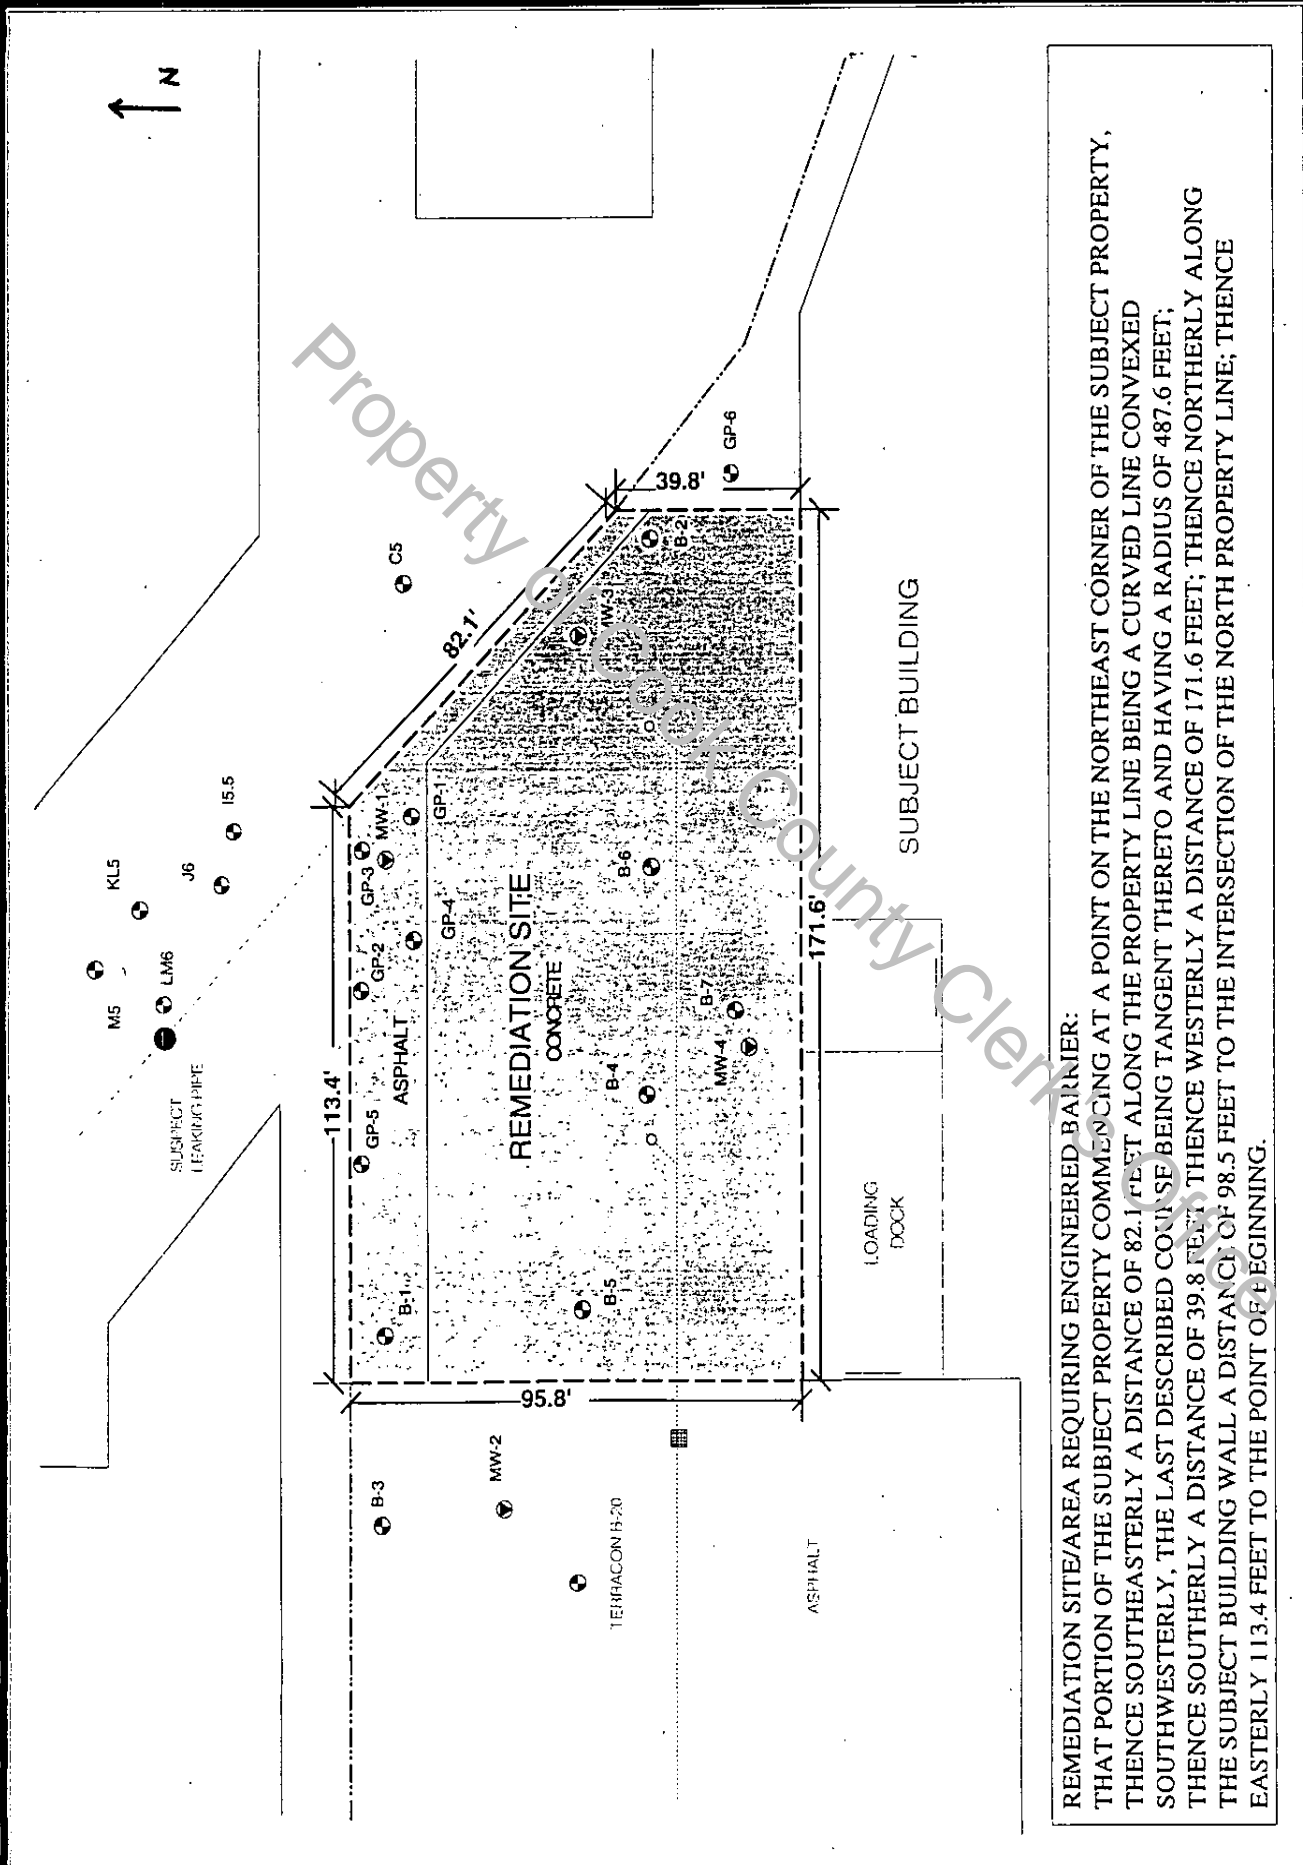 N
M5
KL5
LM6
J6
I5.5
SUSPECT
LEAKING PIPE
C5
113.4'
82.1'
39.8'
GP-6
GP-5
GP-2
GP-3
MW-1
GP-1
GP-4
ASPHALT
B-1
B-3
MW-2
95.8'
REMEDIATION SITE
CONCRETE
MW-3
B-2
B-5
B-4
B-6
B-7
MW-4
TERRACON B-20
ASPHALT
171.6'
LOADING
DOCK
SUBJECT BUILDING
REMEDIATION SITE/AREA REQUIRING ENGINEERED BARRIER:
THAT PORTION OF THE SUBJECT PROPERTY COMMENCING AT A POINT ON THE NORTHEAST CORNER OF THE SUBJECT PROPERTY,
THENCE SOUTHEASTERLY A DISTANCE OF 82.1 FEET ALONG THE PROPERTY LINE BEING A CURVED LINE CONVEXED
SOUTHWESTERLY, THE LAST DESCRIBED COURSE BEING TANGENT THERETO AND HAVING A RADIUS OF 487.6 FEET;
THENCE SOUTHERLY A DISTANCE OF 39.8 FEET; THENCE WESTERLY A DISTANCE OF 171.6 FEET; THENCE NORTHERLY ALONG
THE SUBJECT BUILDING WALL A DISTANCE OF 98.5 FEET TO THE INTERSECTION OF THE NORTH PROPERTY LINE; THENCE
EASTERLY 113.4 FEET TO THE POINT OF BEGINNING.
Property of Cook County Clerk's Office